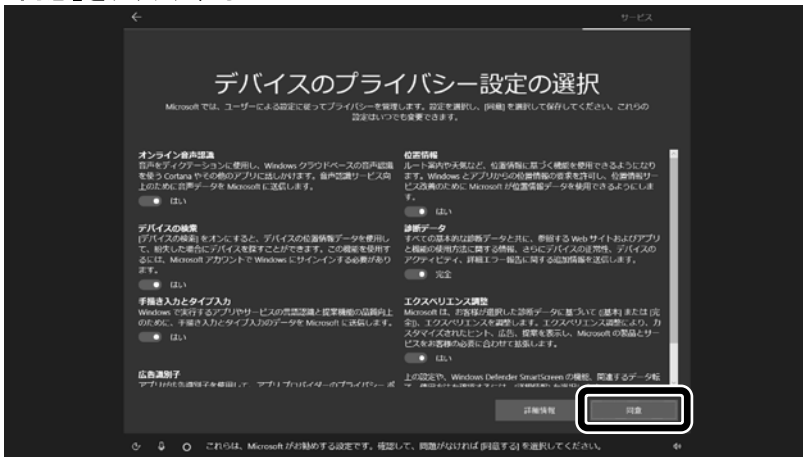 サービス
デバイスのプライバシー設定の選択
Microsoft では、ユーザーによる設定に従ってプライバシーを管理します。設定を選択し、[同意] を選択して保存してください。これらの
設定はいつでも変更できます。
オンライン音声認識
音声をディクテーションに使用し、Windows クラウドベースの音声認識
を使う Cortana やその他のアプリに話しかけます。音声認識サービス向
上のために音声データを Microsoft に送信します。
はい
デバイスの検索
[デバイスの検索] をオンにすると、デバイスの位置情報データを使用し
て、紛失した場合にデバイスを探すことができます。この機能を使用す
るには、Microsoft アカウントで Windows にサインインする必要があり
ます。
はい
手描き入力とタイプ入力
Windows で実行するアプリやサービスの言語認識と提案機能の品質向上
のために、手描き入力とタイプ入力のデータを Microsoft に送信します。
はい
広告識別子
位置情報
ルート案内や天気など、位置情報に基づく機能を使用できるようになり
ます。Windows とアプリからの位置情報の要求を許可し、位置情報サー
ビス改善のために Microsoft が位置情報データを使用できるようにしま
す。
はい
診断データ
すべての基本的な診断データと共に、参照する Web サイトおよびアプリ
と機能の使用方法に関する情報、さらにデバイスの正常性、デバイスの
アクティビティ、詳細エラー報告に関する追加情報を送信します。
完全
エクスペリエンス調整
Microsoft は、お客様が選択した診断データに基づいて ([基本] または [完
全])、エクスペリエンスを調整します。エクスペリエンス調整により、カ
スタマイズされたヒント、広告、提案を表示し、Microsoft の製品とサー
ビスをお客様の必要に合わせて拡張します。
はい
上の設定や、Windows Defender SmartScreen の機能、関連するデータ転
詳細情報
同意
これらは、Microsoft がお勧めする設定です。確認して、問題がなければ [同意する] を選択してください。